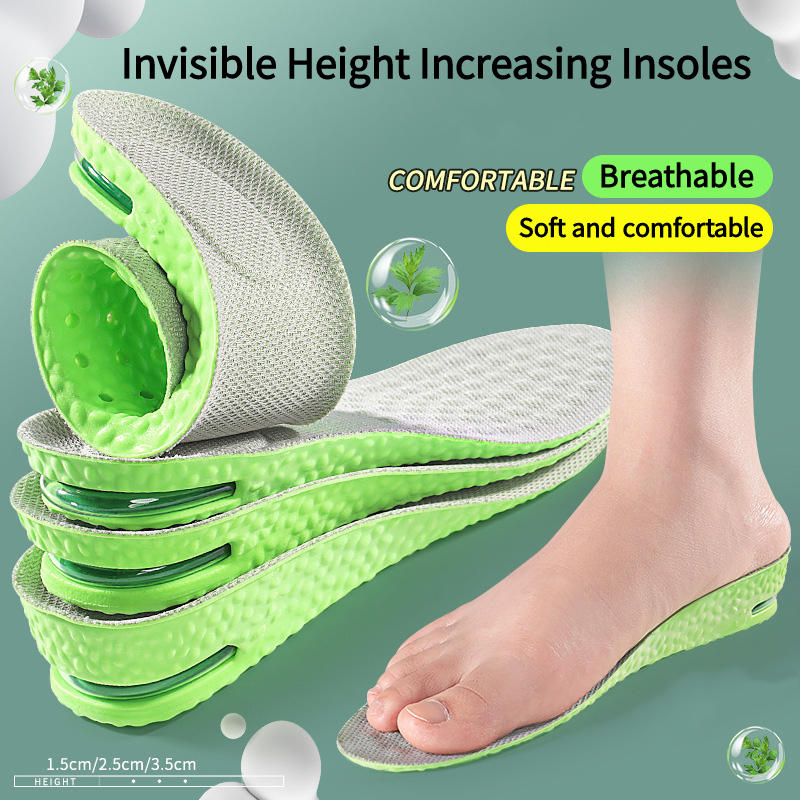 Invisible Height Increasing Insoles
COMFORTABLE Breathable
Soft and comfortable
1.5cm/2.5cm/3.5cm
HEIGHT